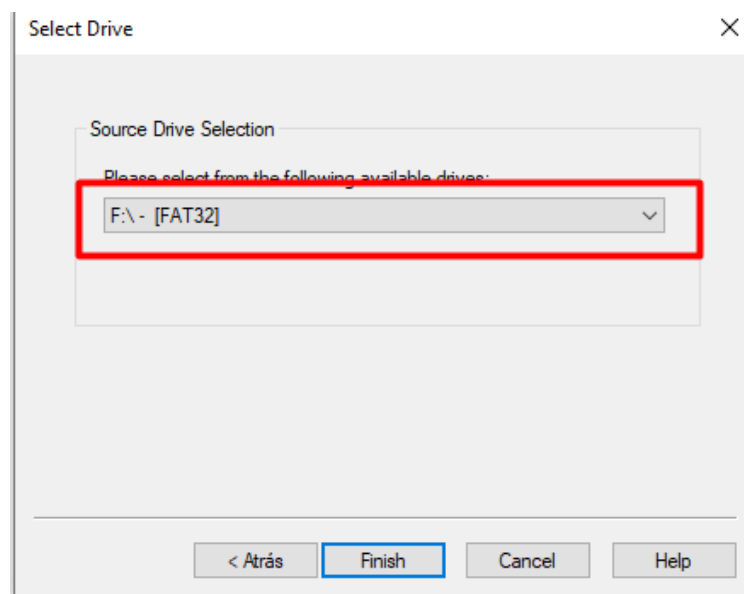 Select Drive
Source Drive Selection
Please select from the following available drives:
F:\ - [FAT32]
< Atrás
Finish
Cancel
Help